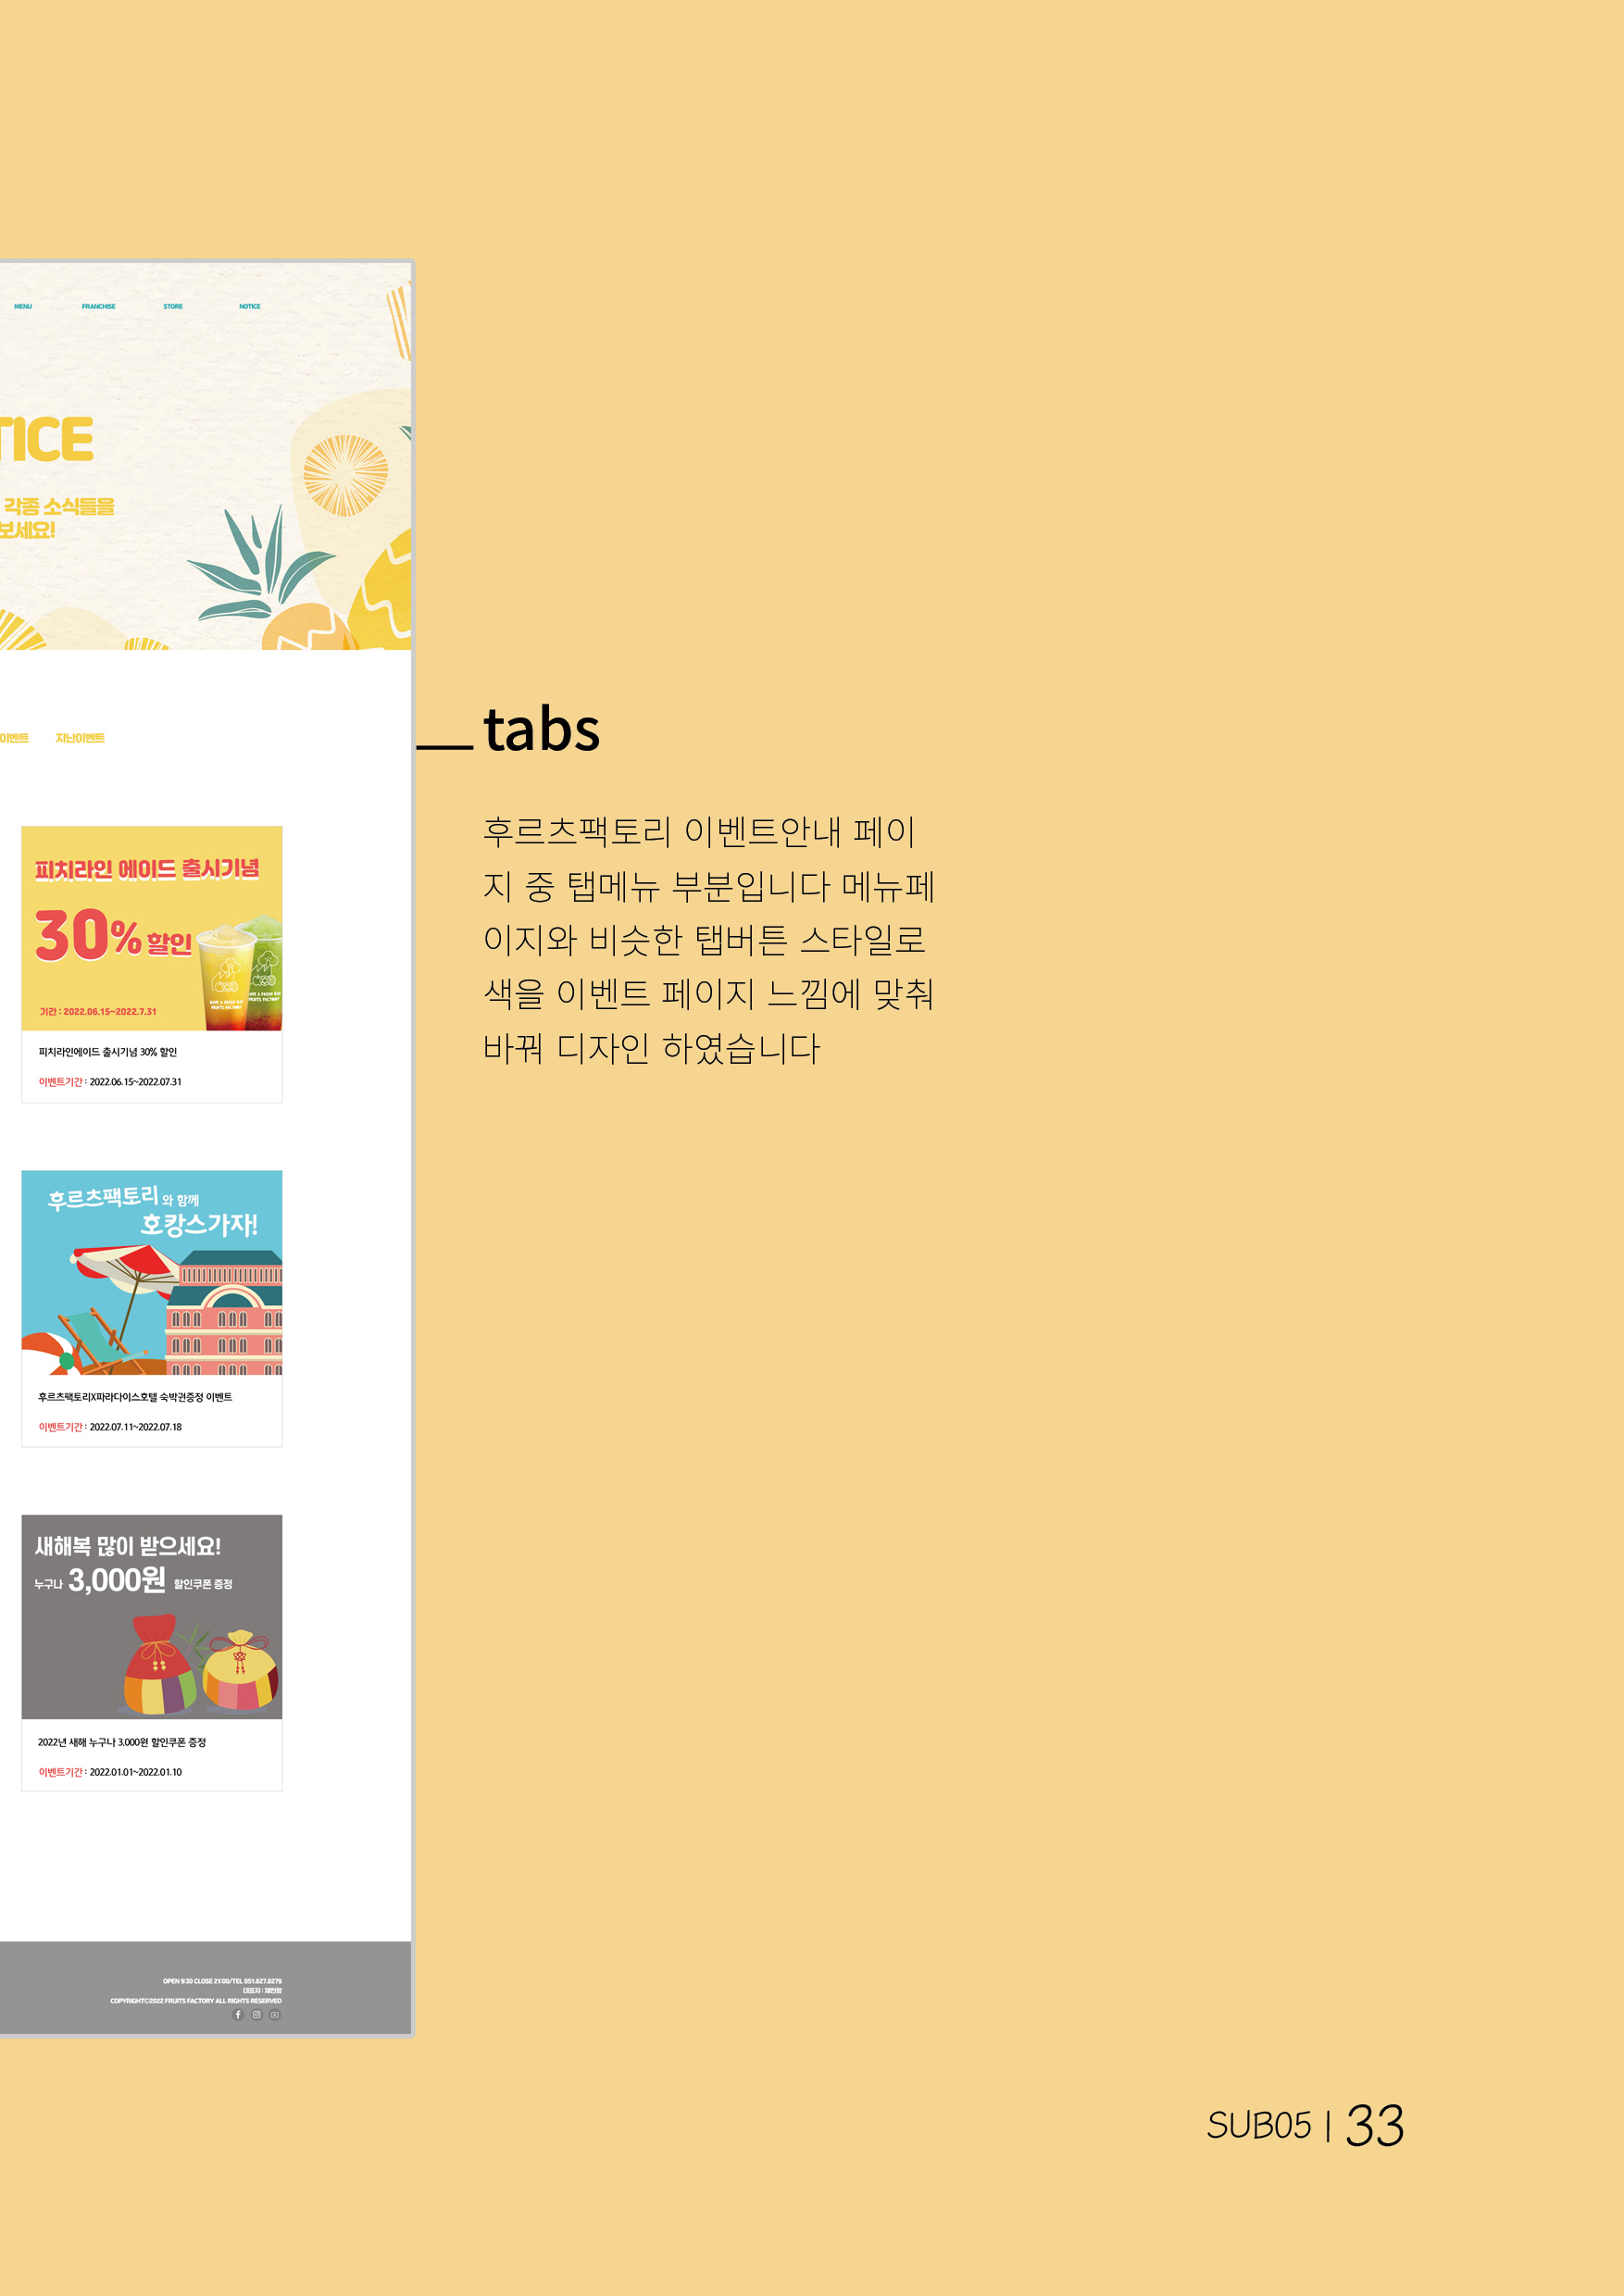 MENU FRANCHISE STORE NOTICE
TICE
각종 소식들을
보세요!
이벤트 지난이벤트
tabs
후르츠팩토리 이벤트안내 페이
지 중 탭메뉴 부분입니다 메뉴페
이지와 비슷한 탭버튼 스타일로
색을 이벤트 페이지 느낌에 맞춰
바꿔 디자인 하였습니다
피치라인 에이드 출시기념
30% 할인
기간 : 2022.06.15~2022.7.31
피치라인에이드 출시기념 30% 할인
이벤트기간 : 2022.06.15~2022.07.31
후르츠팩토리 와 함께
호캉스가자!
후르츠팩토리X파라다이스호텔 숙박권증정 이벤트
이벤트기간 : 2022.07.11~2022.07.18
새해복 많이 받으세요!
누구나 3,000원 할인쿠폰 증정
2022년 새해 누구나 3,000원 할인쿠폰 증정
이벤트기간 : 2022.01.01~2022.01.10
OPEN 9:30 CLOSE 21:00/TEL 051.627.8279
대표자 :
COPYRIGHT©2022 FRUITS FACTORY ALL RIGHTS RESERVED
SUB05 | 33